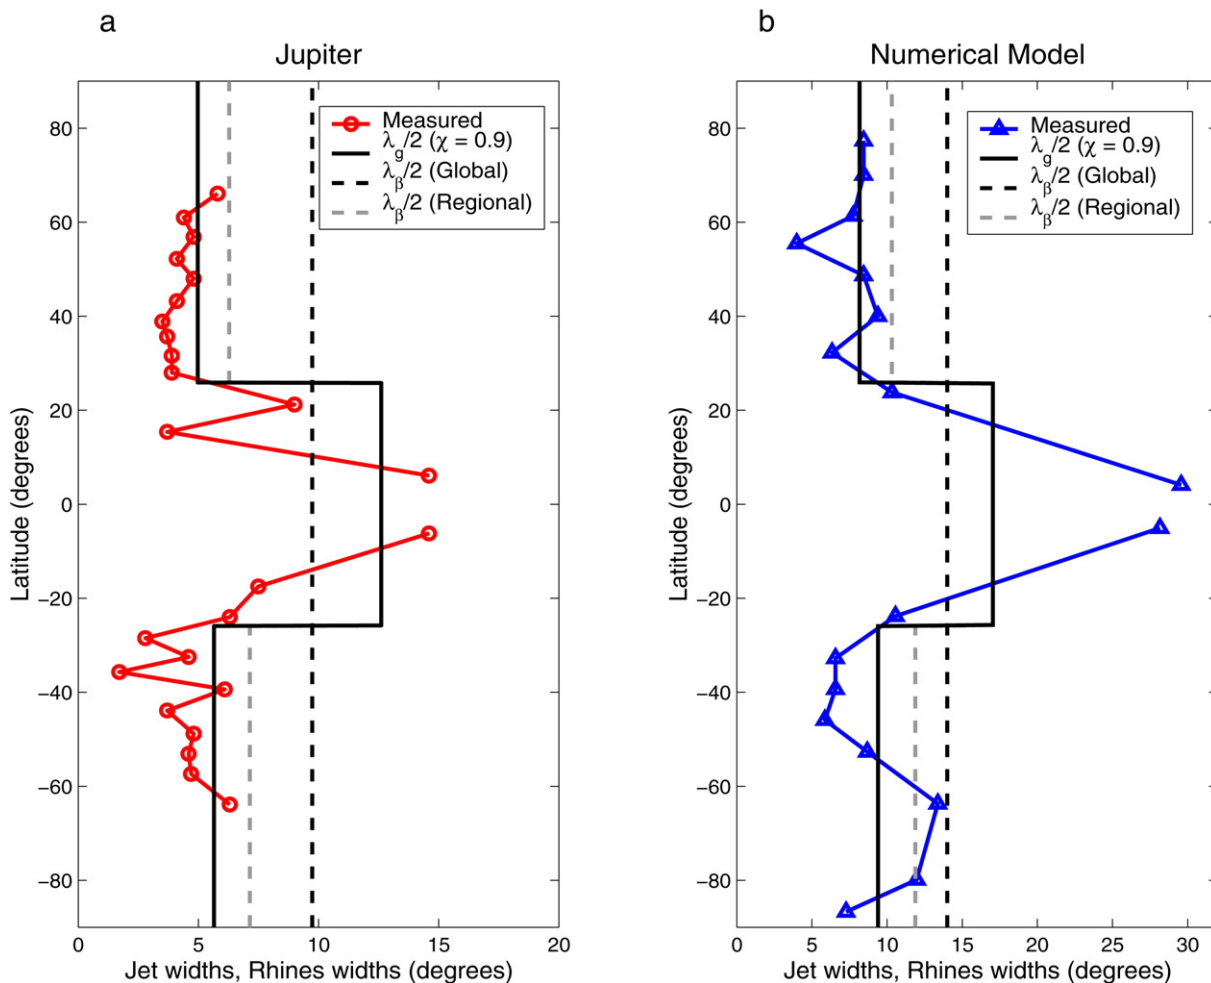 a
Jupiter
Measured
λg/2 (χ = 0.9)
λβ/2 (Global)
λβ/2 (Regional)
80
60
40
20
0
−20
−40
−60
−80
Latitude (degrees)
0 5 10 15 20
Jet widths, Rhines widths (degrees)
b
Numerical Model
Measured
λg/2 (χ = 0.9)
λβ/2 (Global)
λβ/2 (Regional)
80
60
40
20
0
−20
−40
−60
−80
Latitude (degrees)
0 5 10 15 20 25 30
Jet widths, Rhines widths (degrees)